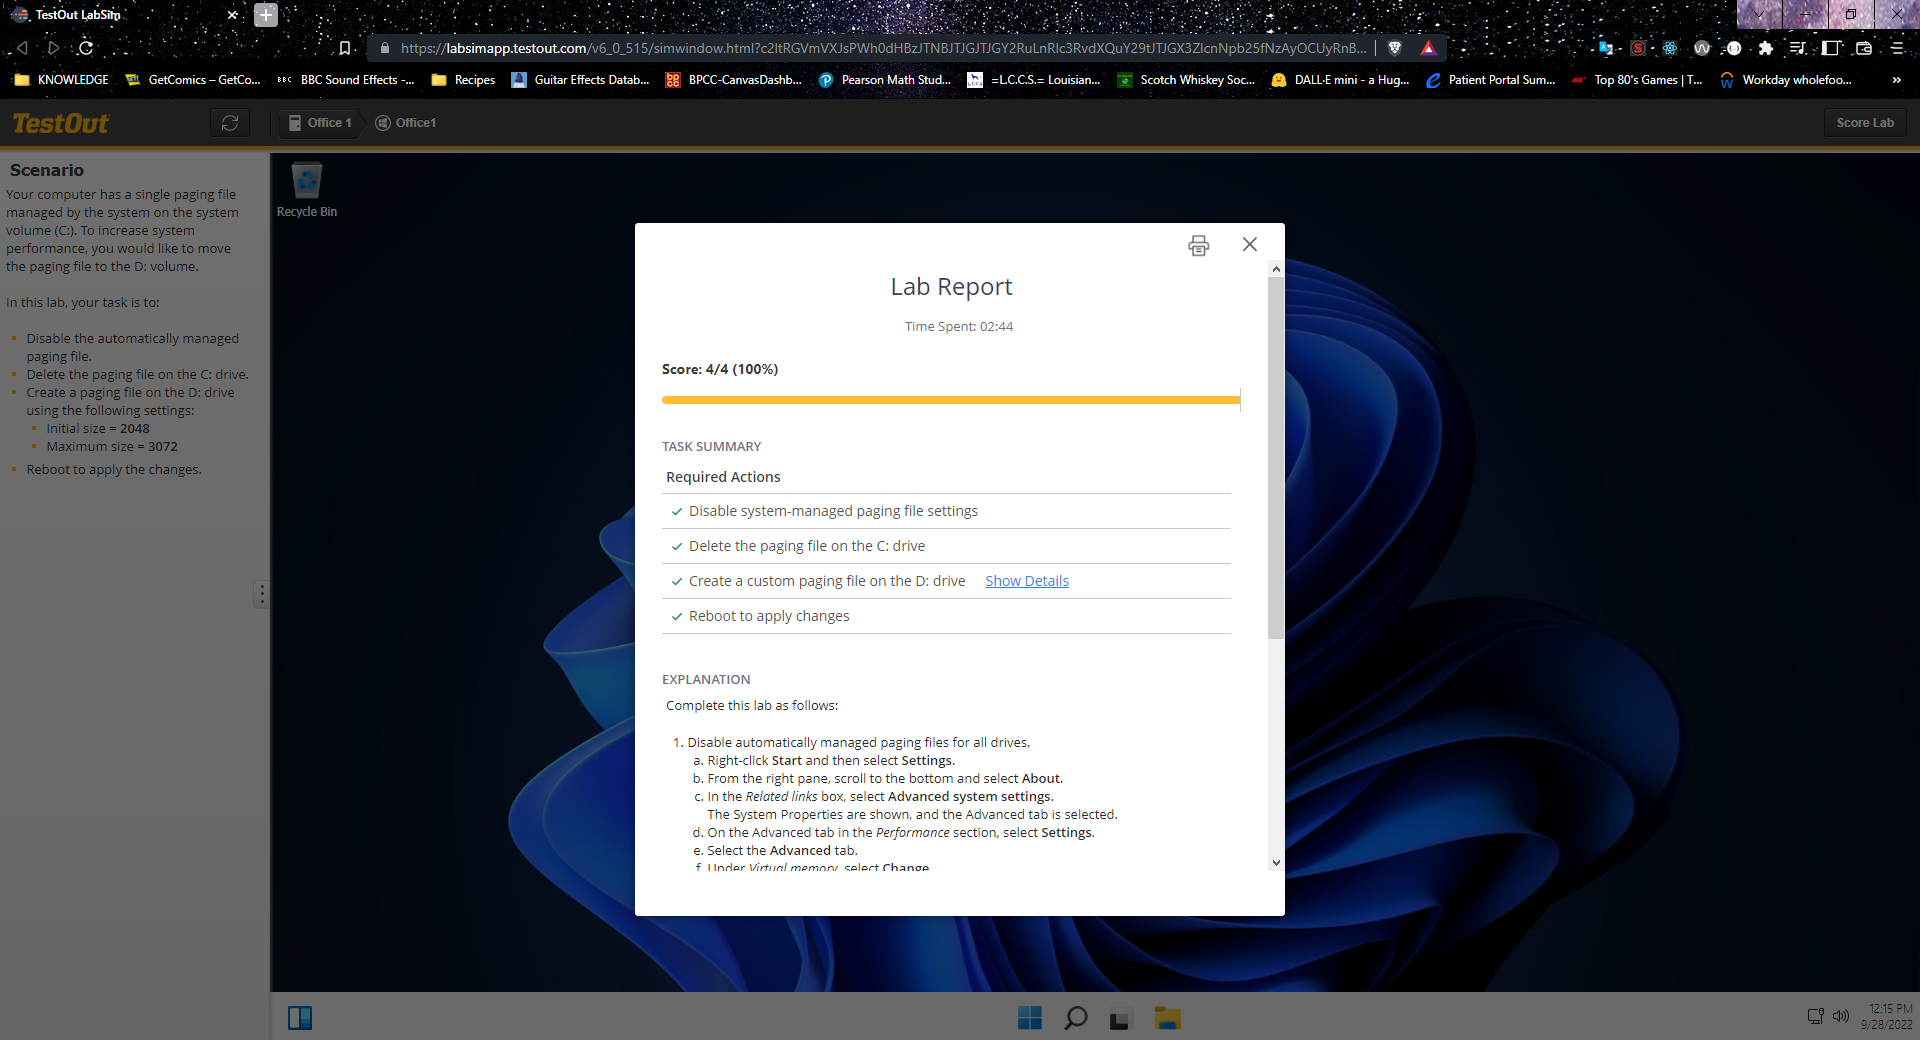 TestOut LabSim
https://labsimapp.testout.com/v6_0_515/simwindow.html?c2ltRGVmVXJsPWh0dHBzJTNBJTJGJTJGY2RuLnRlc3RvdXQuY29tJTJGX3ZlcnNpb25fNzAyOCUyRnB...
KNOWLEDGE
GetComics – GetCo...
BBC Sound Effects -...
Recipes
Guitar Effects Datab...
BPCC-CanvasDashb...
Pearson Math Stud...
=L.C.C.S.= Louisian...
Scotch Whiskey Soc...
DALL·E mini - a Hug...
Patient Portal Sum...
Top 80's Games | T...
Workday wholefoo...
»
TestOut
Office 1
Office1
Score Lab
Scenario
Your computer has a single paging file
managed by the system on the system
volume (C:). To increase system
performance, you would like to move
the paging file to the D: volume.
In this lab, your task is to:
Disable the automatically managed
paging file.
Delete the paging file on the C: drive.
Create a paging file on the D: drive
using the following settings:
Initial size = 2048
Maximum size = 3072
Reboot to apply the changes.
Recycle Bin
Lab Report
Time Spent: 02:44
Score: 4/4 (100%)
TASK SUMMARY
Required Actions
Disable system-managed paging file settings
Delete the paging file on the C: drive
Create a custom paging file on the D: drive Show Details
Reboot to apply changes
EXPLANATION
Complete this lab as follows:
1. Disable automatically managed paging files for all drives.
a. Right-click Start and then select Settings.
b. From the right pane, scroll to the bottom and select About.
c. In the Related links box, select Advanced system settings.
The System Properties are shown, and the Advanced tab is selected.
d. On the Advanced tab in the Performance section, select Settings.
e. Select the Advanced tab.
f. Under Virtual memory, select Change.
12:15 PM
9/28/2022